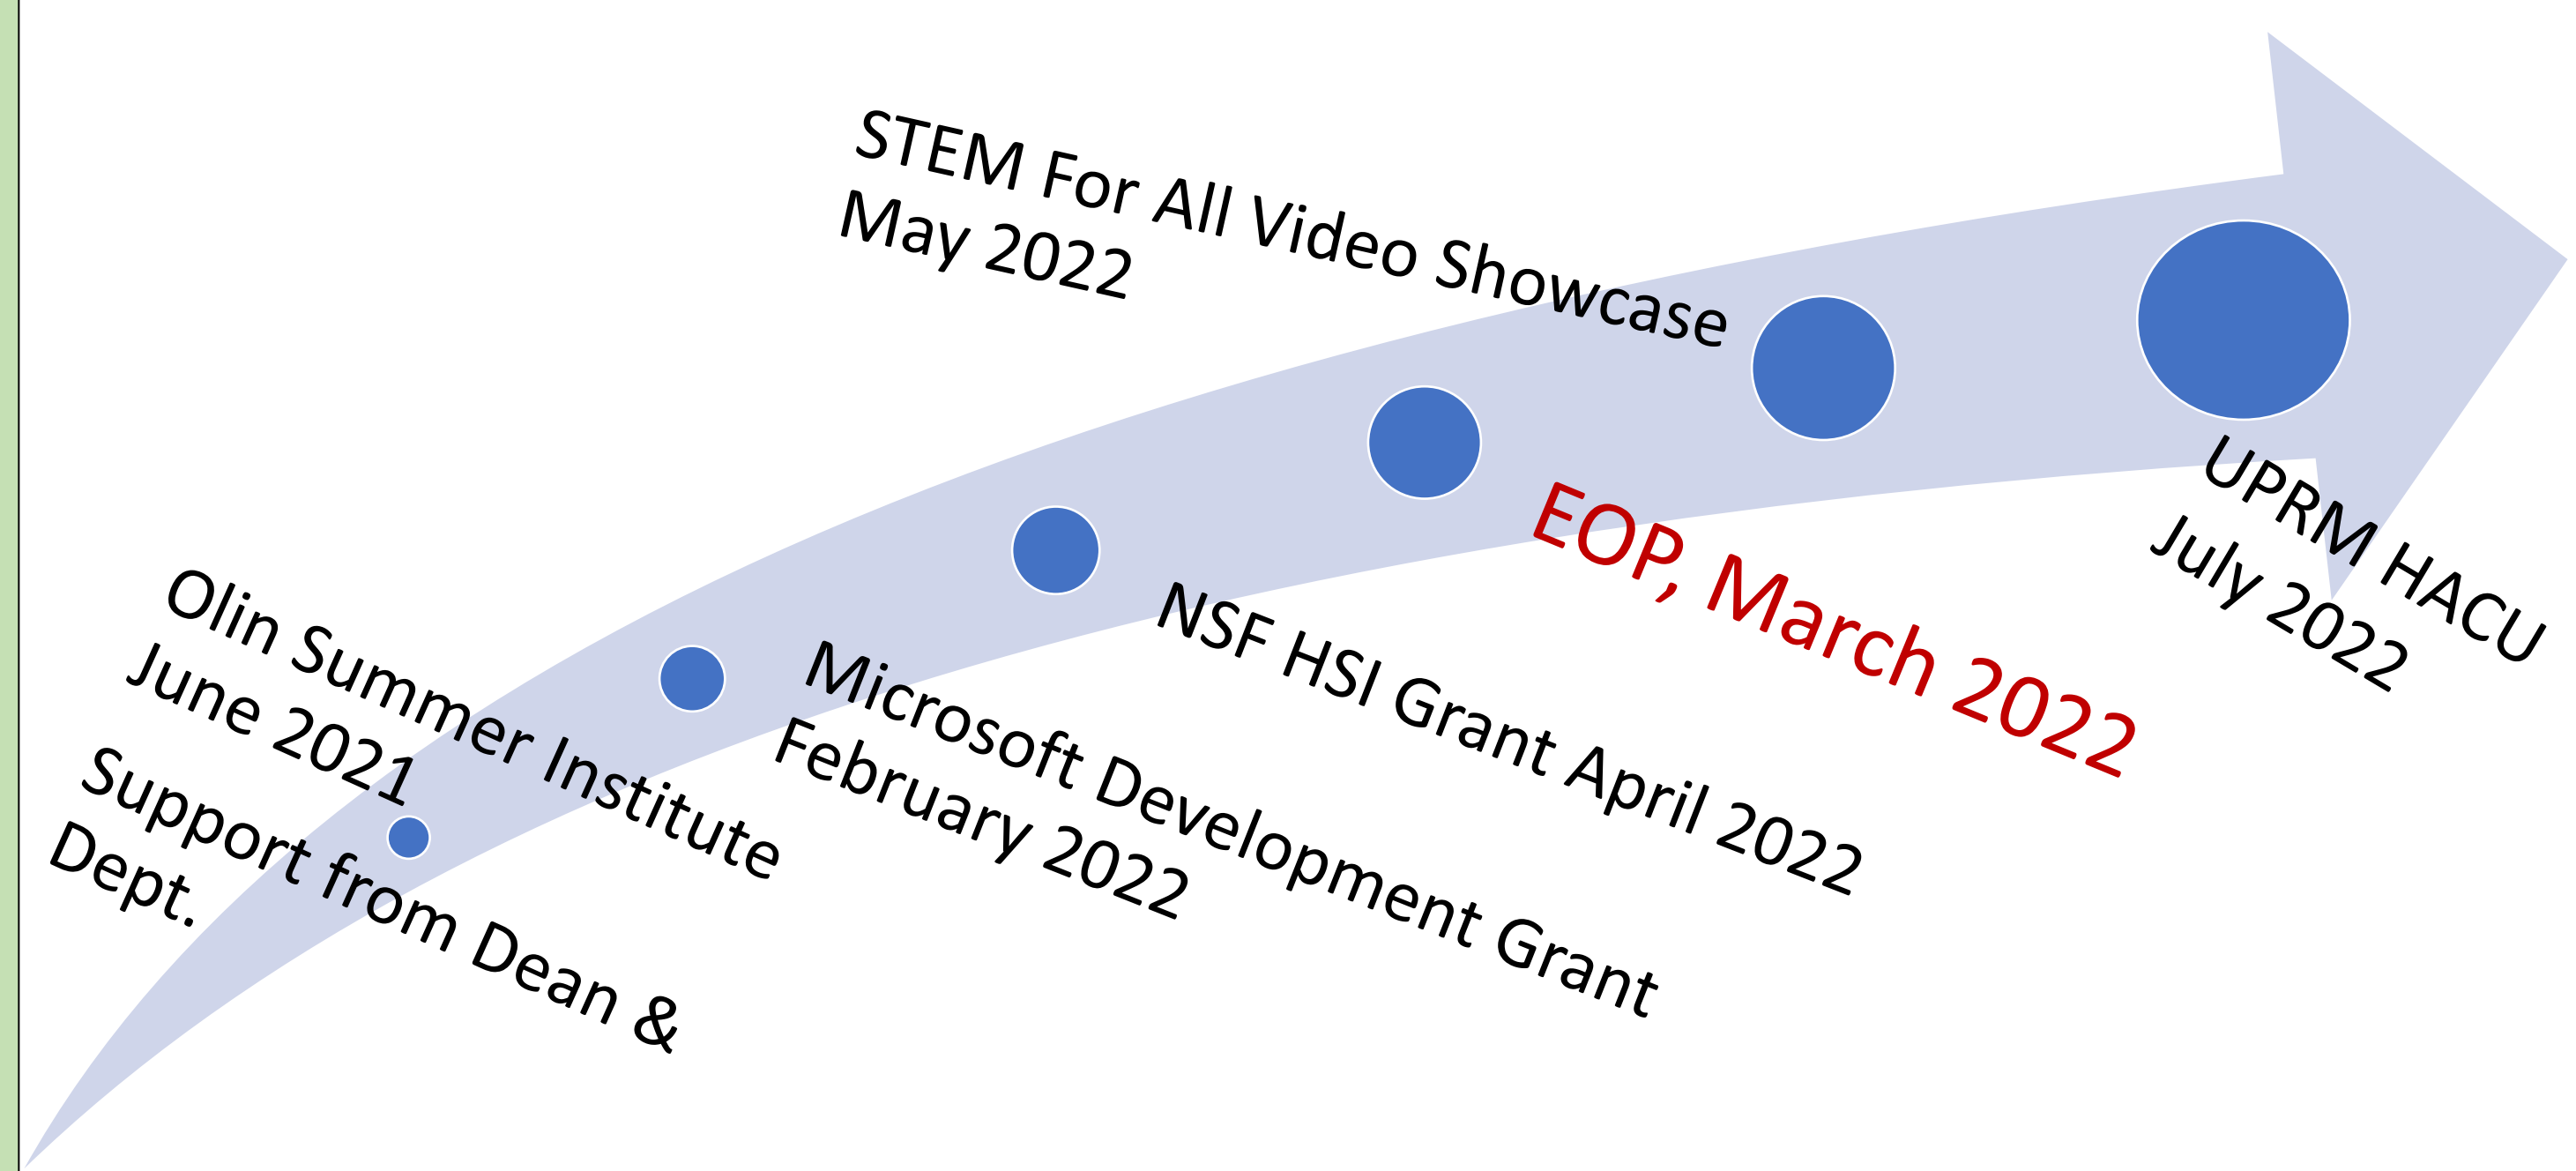 STEM For All Video Showcase
May 2022
Olin Summer Institute
June 2021
Support from Dean &
Dept.
Microsoft Development Grant
February 2022
NSF HSI Grant April 2022
EOP, March 2022
UPRM HACU
July 2022